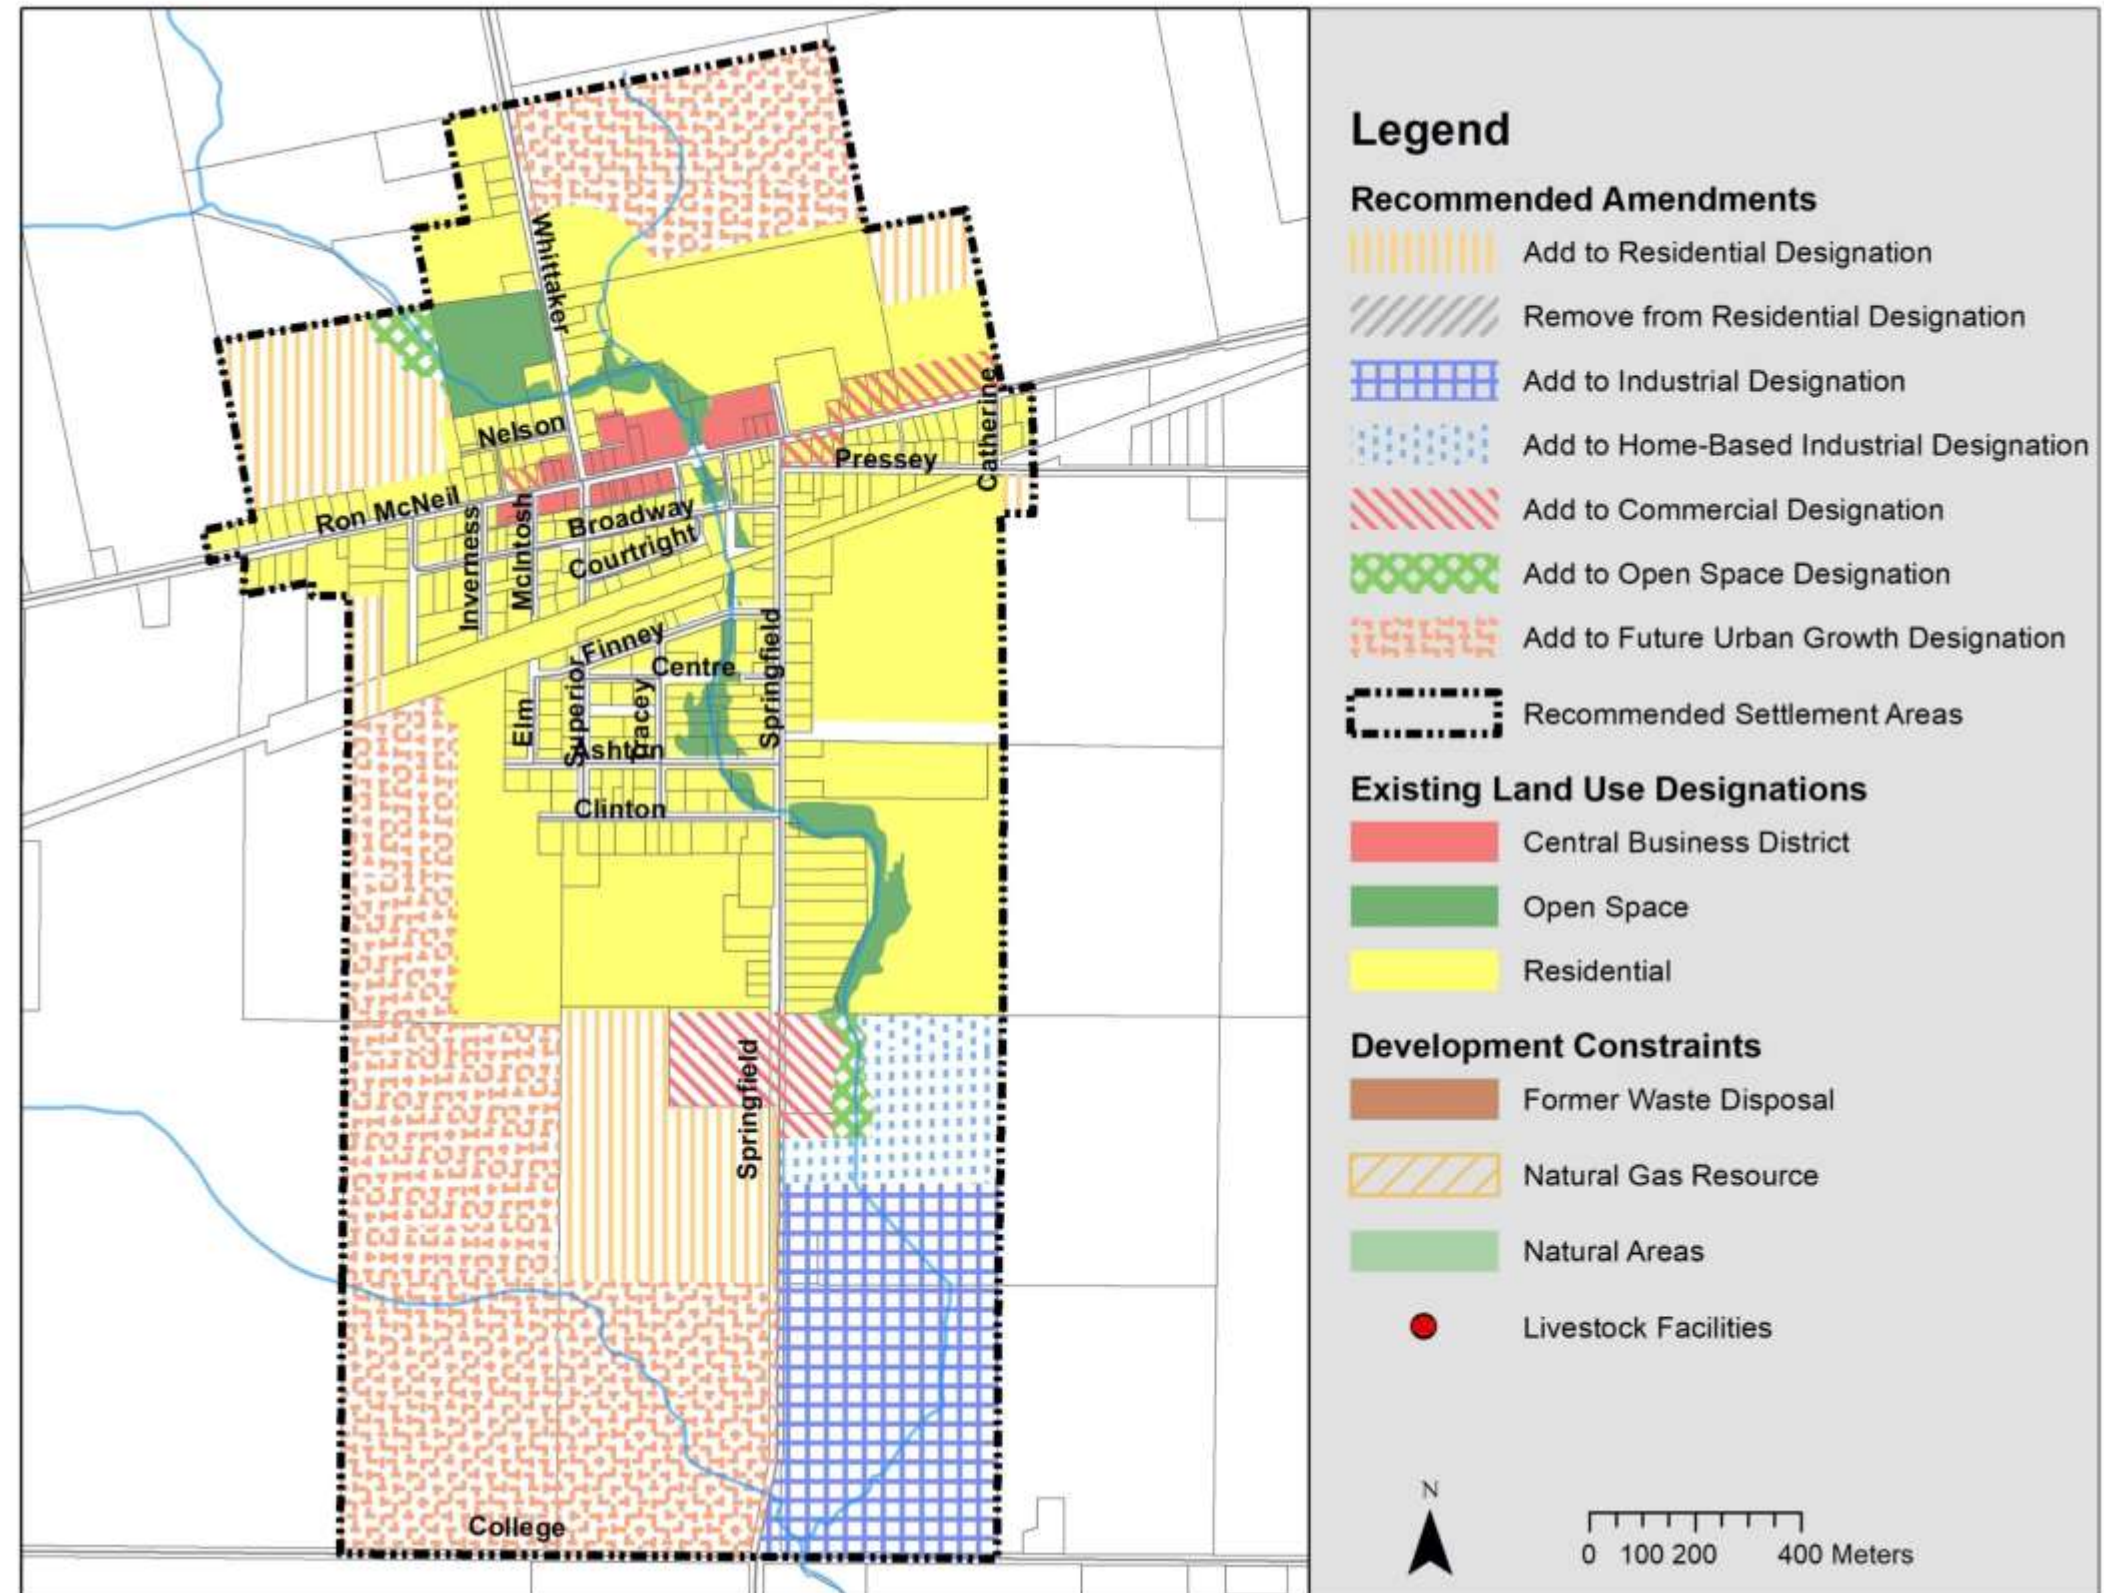 Whittaker
Nelson
Catherine
Pressey
Ron McNeil
Inverness
McIntosh
Broadway
Courtright
Finney
Centre
Springfield
Superior
Tracey
Elm
Ashton
Clinton
Springfield
College
Legend
Recommended Amendments
Add to Residential Designation
Remove from Residential Designation
Add to Industrial Designation
Add to Home-Based Industrial Designation
Add to Commercial Designation
Add to Open Space Designation
Add to Future Urban Growth Designation
Recommended Settlement Areas
Existing Land Use Designations
Central Business District
Open Space
Residential
Development Constraints
Former Waste Disposal
Natural Gas Resource
Natural Areas
Livestock Facilities
N
0 100 200 400 Meters